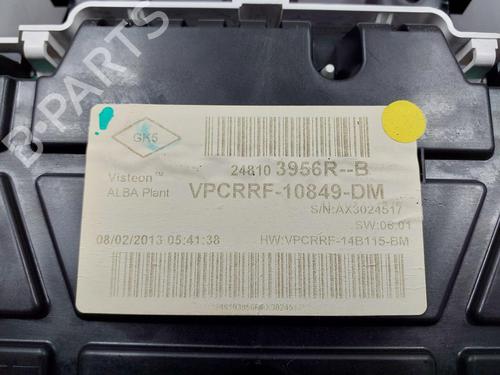 B-PARTS
GK5
Visteon™
ALBA Plant
24810 3956R--B
VPCRRF-10849-DM
S/N:AX3024517
SW:06.01
08/02/2013 05:41:38
HW:VPCRRF-14B115-BM